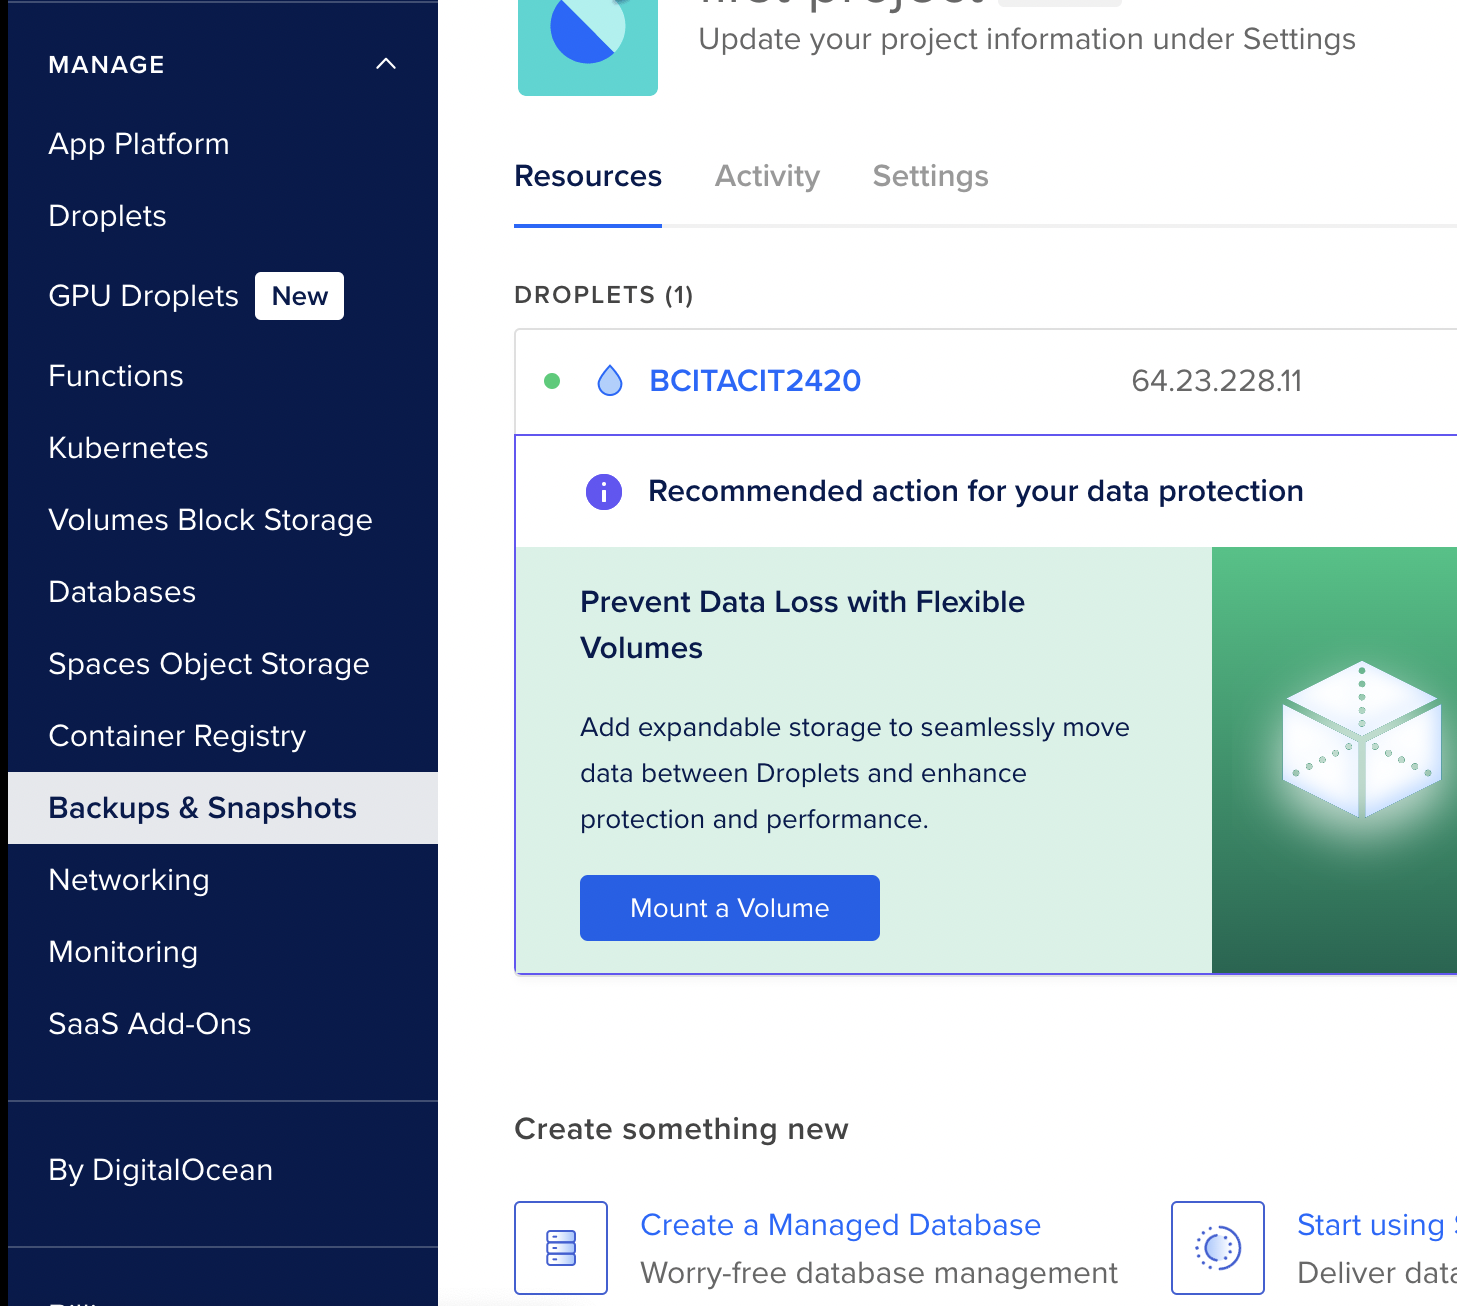 MANAGE
App Platform
Droplets
GPU Droplets New
Functions
Kubernetes
Volumes Block Storage
Databases
Spaces Object Storage
Container Registry
Backups & Snapshots
Networking
Monitoring
SaaS Add-Ons
By DigitalOcean
first project
Update your project information under Settings
Resources Activity Settings
DROPLETS (1)
BCITACIT2420 64.23.228.11
Recommended action for your data protection
Prevent Data Loss with Flexible
Volumes
Add expandable storage to seamlessly move
data between Droplets and enhance
protection and performance.
Mount a Volume
Create something new
Create a Managed Database
Worry-free database management
Start using
Deliver data